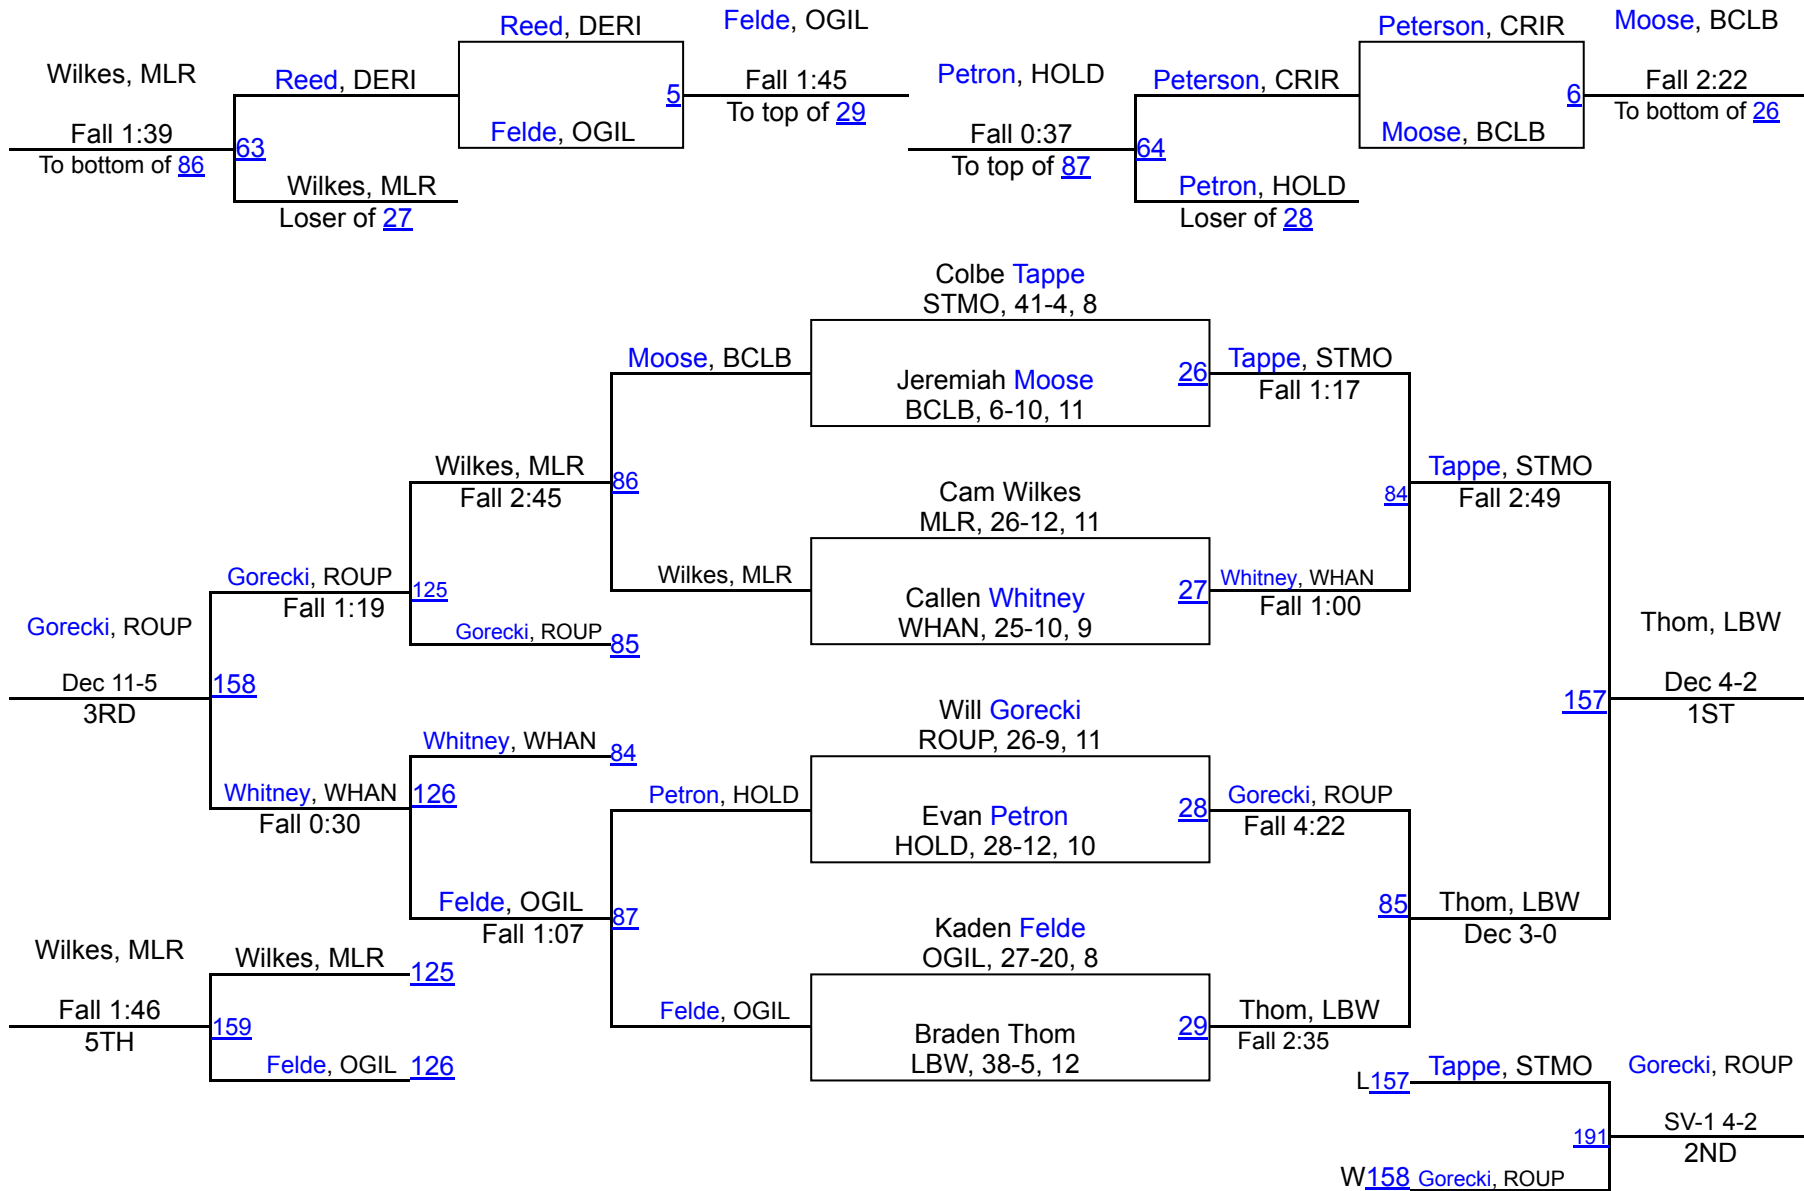 Reed, DERI
Felde, OGIL
Peterson, CRIR
Moose, BCLB
Wilkes, MLR
Reed, DERI
Fall 1:45
Petron, HOLD
Peterson, CRIR
Fall 2:22
5
6
To top of 29
To bottom of 26
Fall 1:39
Felde, OGIL
Fall 0:37
Moose, BCLB
To bottom of 86
63
To top of 87
64
Wilkes, MLR
Petron, HOLD
Loser of 27
Loser of 28
Colbe Tappe
STMO, 41-4, 8
Moose, BCLB
Tappe, STMO
Jeremiah Moose
26
Fall 1:17
BCLB, 6-10, 11
Wilkes, MLR
Tappe, STMO
Fall 2:45
86
Cam Wilkes
84
Fall 2:49
MLR, 26-12, 11
Gorecki, ROUP
125
Wilkes, MLR
Callen Whitney
27
Whitney, WHAN
Fall 1:19
Fall 1:00
WHAN, 25-10, 9
Gorecki, ROUP
Gorecki, ROUP
85
Thom, LBW
Dec 11-5
158
157
Dec 4-2
3RD
Will Gorecki
1ST
ROUP, 26-9, 11
Whitney, WHAN
84
Whitney, WHAN
126
Petron, HOLD
Evan Petron
28
Gorecki, ROUP
Fall 0:30
HOLD, 28-12, 10
Fall 4:22
Felde, OGIL
87
85
Thom, LBW
Fall 1:07
Kaden Felde
Dec 3-0
OGIL, 27-20, 8
Wilkes, MLR
Wilkes, MLR
125
Fall 1:46
159
Felde, OGIL
Braden Thom
29
Thom, LBW
5TH
LBW, 38-5, 12
Fall 2:35
Felde, OGIL
126
L157
Tappe, STMO
Gorecki, ROUP
191
SV-1 4-2
2ND
W158
Gorecki, ROUP